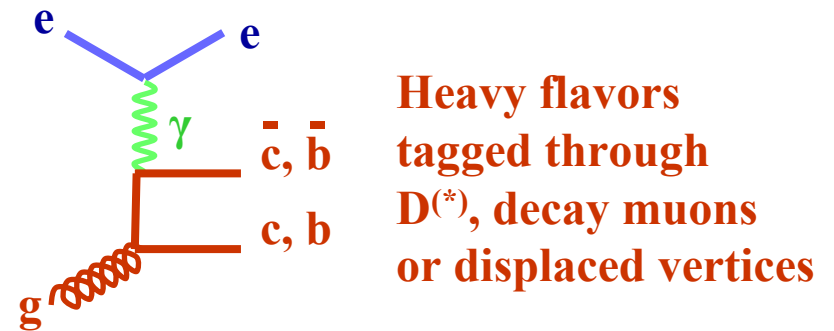 e
e
γ
c̄, b̄
c, b
g
Heavy flavors
tagged through
D(*), decay muons
or displaced vertices